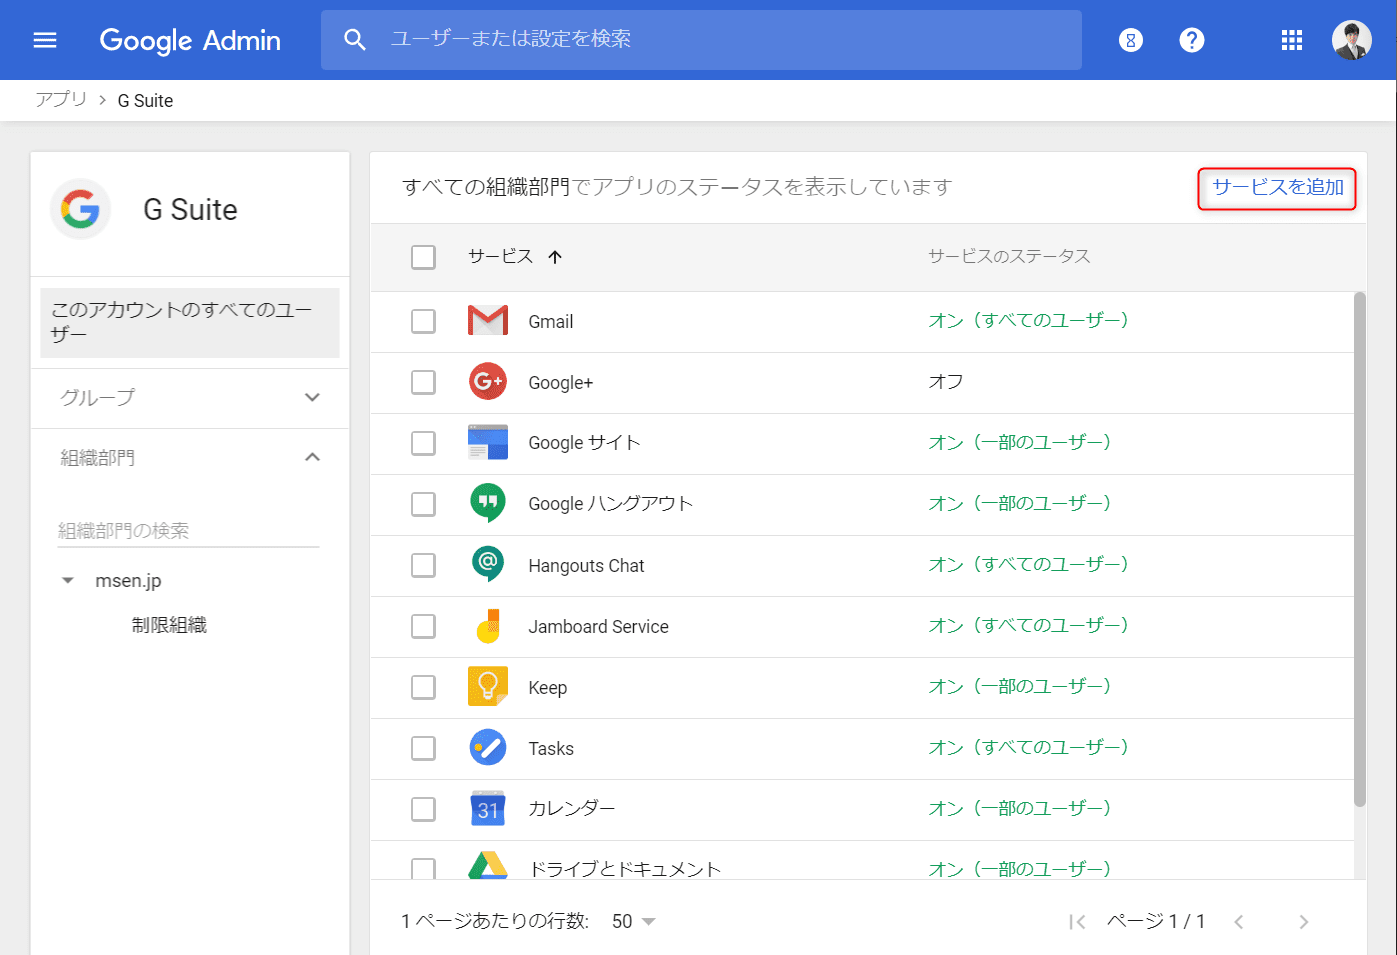 Google Admin
ユーザーまたは設定を検索
アプリ > G Suite
G Suite
このアカウントのすべてのユー
ザー
グループ
組織部門
組織部門の検索
msen.jp
制限組織
すべての組織部門でアプリのステータスを表示しています
サービスを追加
サービス ↑ サービスのステータス
Gmail オン（すべてのユーザー）
Google+ オフ
Google サイト オン（一部のユーザー）
Google ハングアウト オン（一部のユーザー）
Hangouts Chat オン（すべてのユーザー）
Jamboard Service オン（すべてのユーザー）
Keep オン（一部のユーザー）
Tasks オン（すべてのユーザー）
31 カレンダー オン（一部のユーザー）
ドライブとドキュメント オン（一部のユーザー）
1 ページあたりの行数: 50 ページ 1 / 1